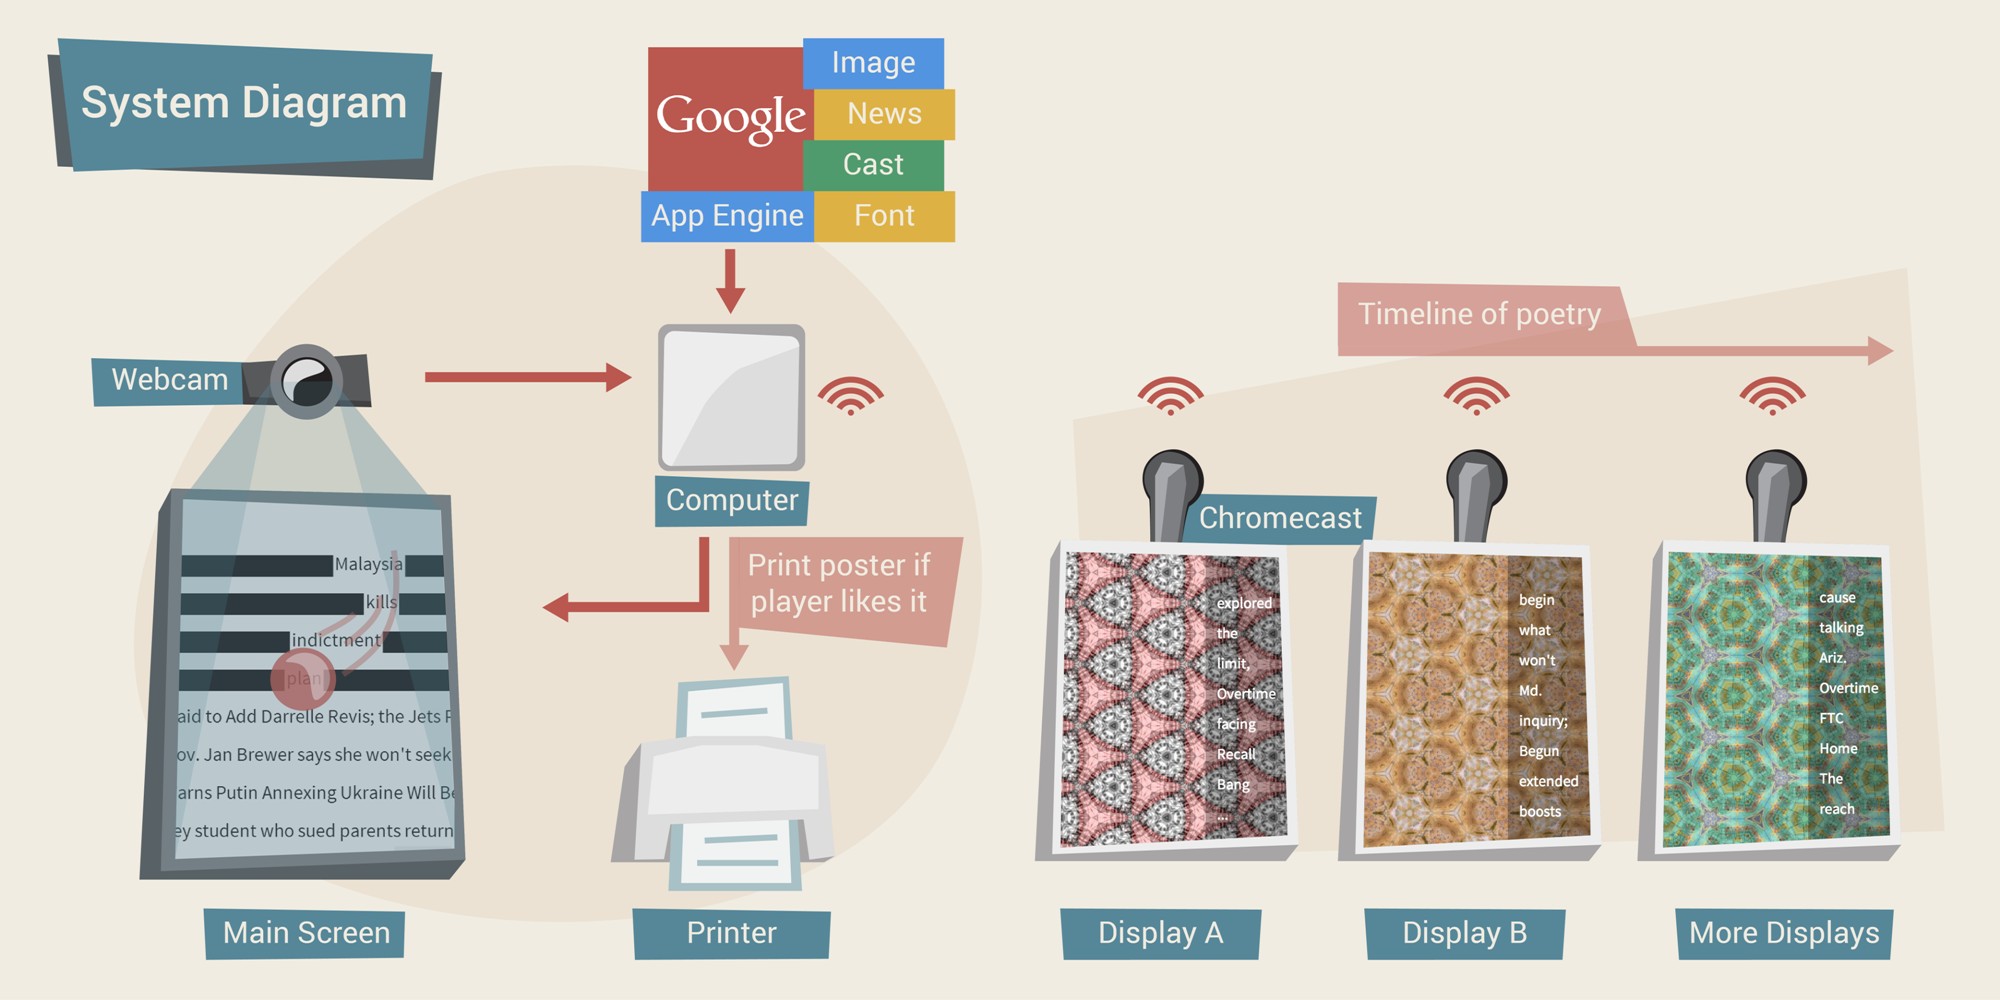 System Diagram
Google
Image
News
Cast
App Engine
Font
Webcam
Computer
Print poster if
player likes it
Malaysia
kills
indictment
plan
aid to Add Darrelle Revis; the Jets
ov. Jan Brewer says she won't seek
arns Putin Annexing Ukraine Will Be
ey student who sued parents return
Main Screen
Printer
Timeline of poetry
Chromecast
explored
the
limit,
Overtime
facing
Recall
Bang
...
Display A
begin
what
won't
Md.
inquiry;
Begun
extended
boosts
Display B
cause
talking
Ariz.
Overtime
FTC
Home
The
reach
More Displays